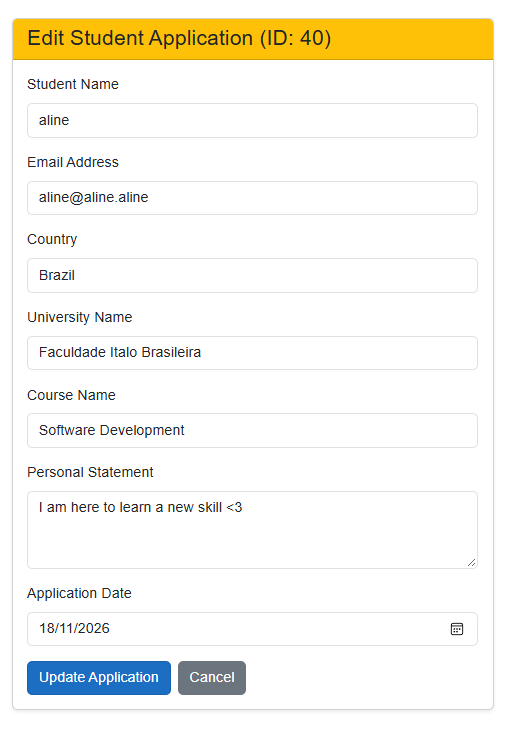 Edit Student Application (ID: 40)
Student Name
aline
Email Address
aline@aline.aline
Country
Brazil
University Name
Faculdade Italo Brasileira
Course Name
Software Development
Personal Statement
I am here to learn a new skill <3
Application Date
18/11/2026
Update Application Cancel